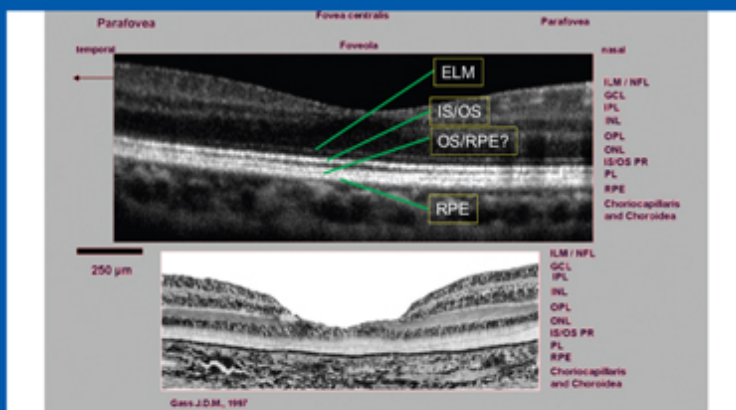 Fovea centralis
Parafovea
Parafovea
temporal
Foveola
nasal
ELM
IS/OS
OS/RPE?
RPE
ILM / NFL
GCL
IPL
INL
OPL
ONL
IS/OS PR
PL
RPE
Choriocapillaris
and Choroidea
250 µm
ILM / NFL
GCL
IPL
INL
OPL
ONL
IS/OS PR
PL
RPE
Choriocapillaris
and Choroidea
Gass J.D.M., 1997